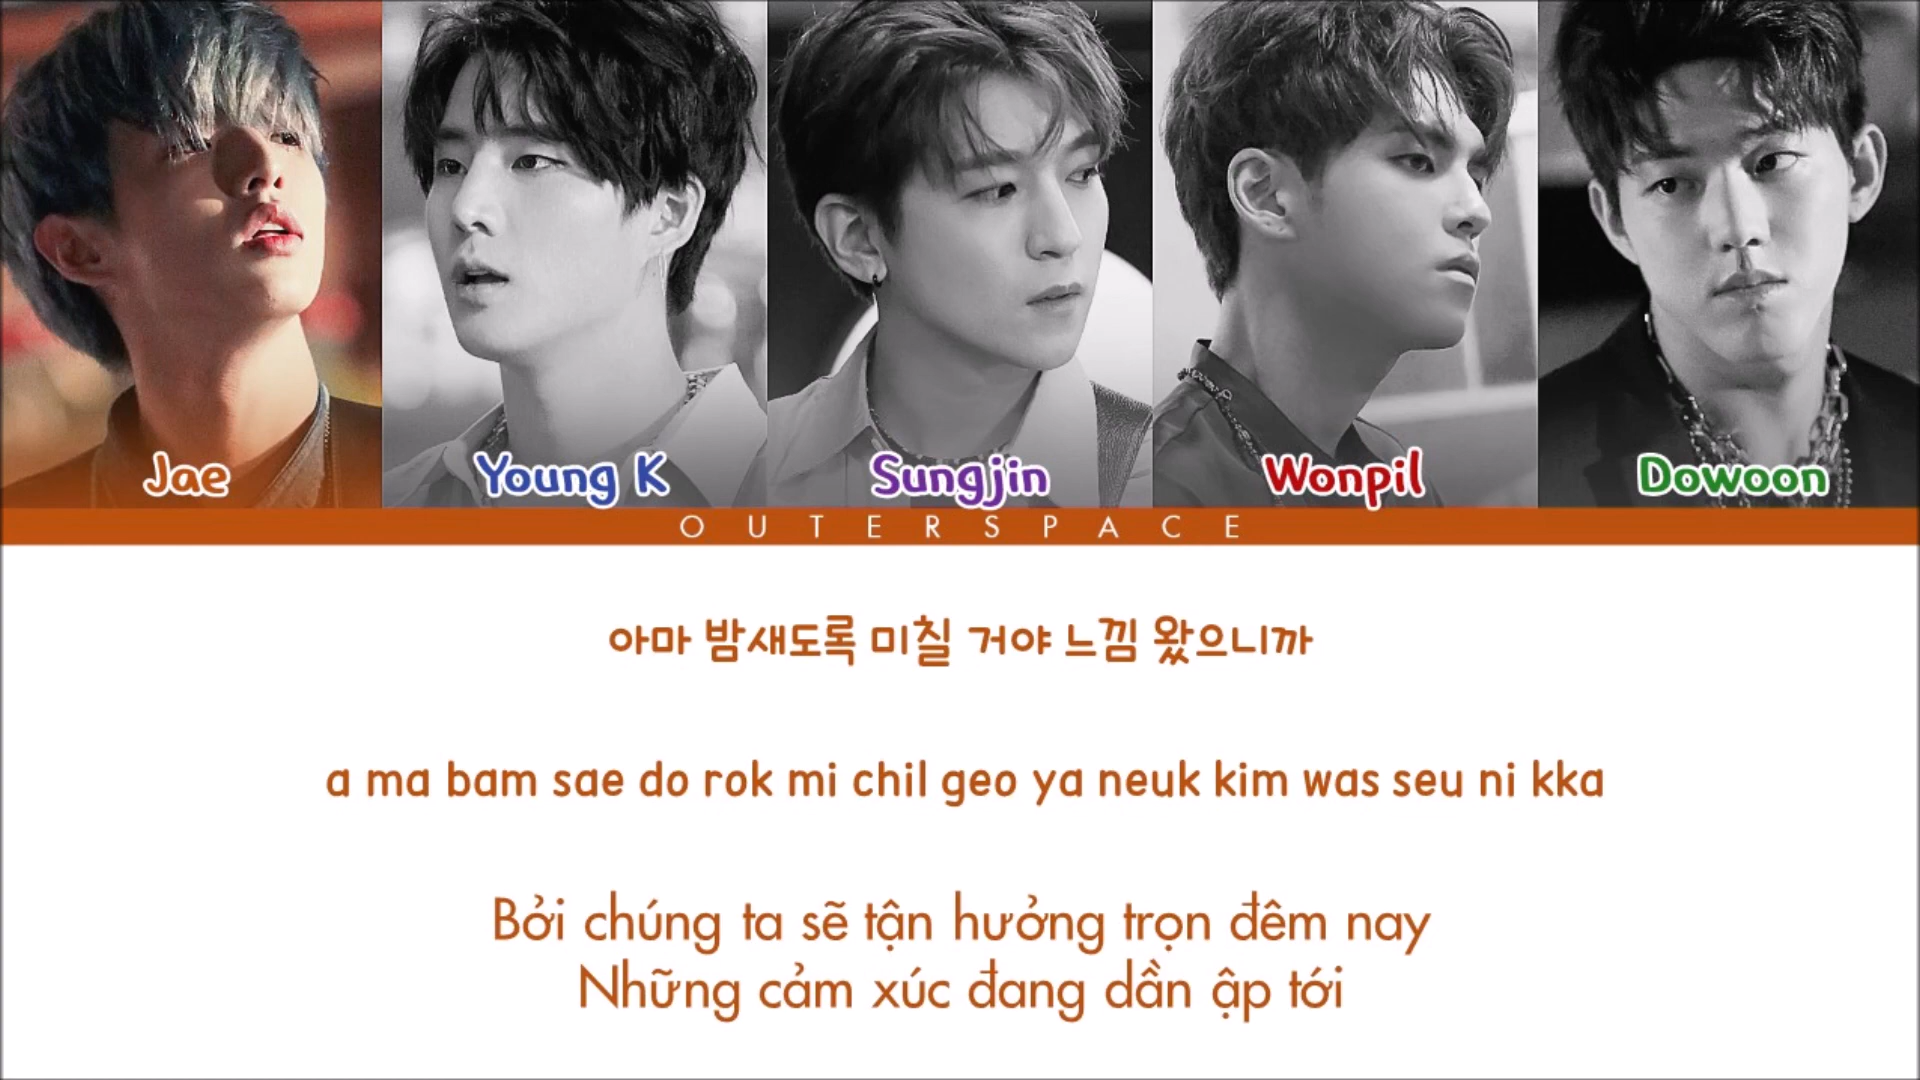 Jae
Young K
Sungjin
Wonpil
Dowoon
OUTERSPACE
아마 밤새도록 미칠 거야 느낌 왔으니까
a ma bam sae do rok mi chil geo ya neuk kim was seu ni kka
Bởi chúng ta sẽ tận hưởng trọn đêm nay
Những cảm xúc đang dần ập tới